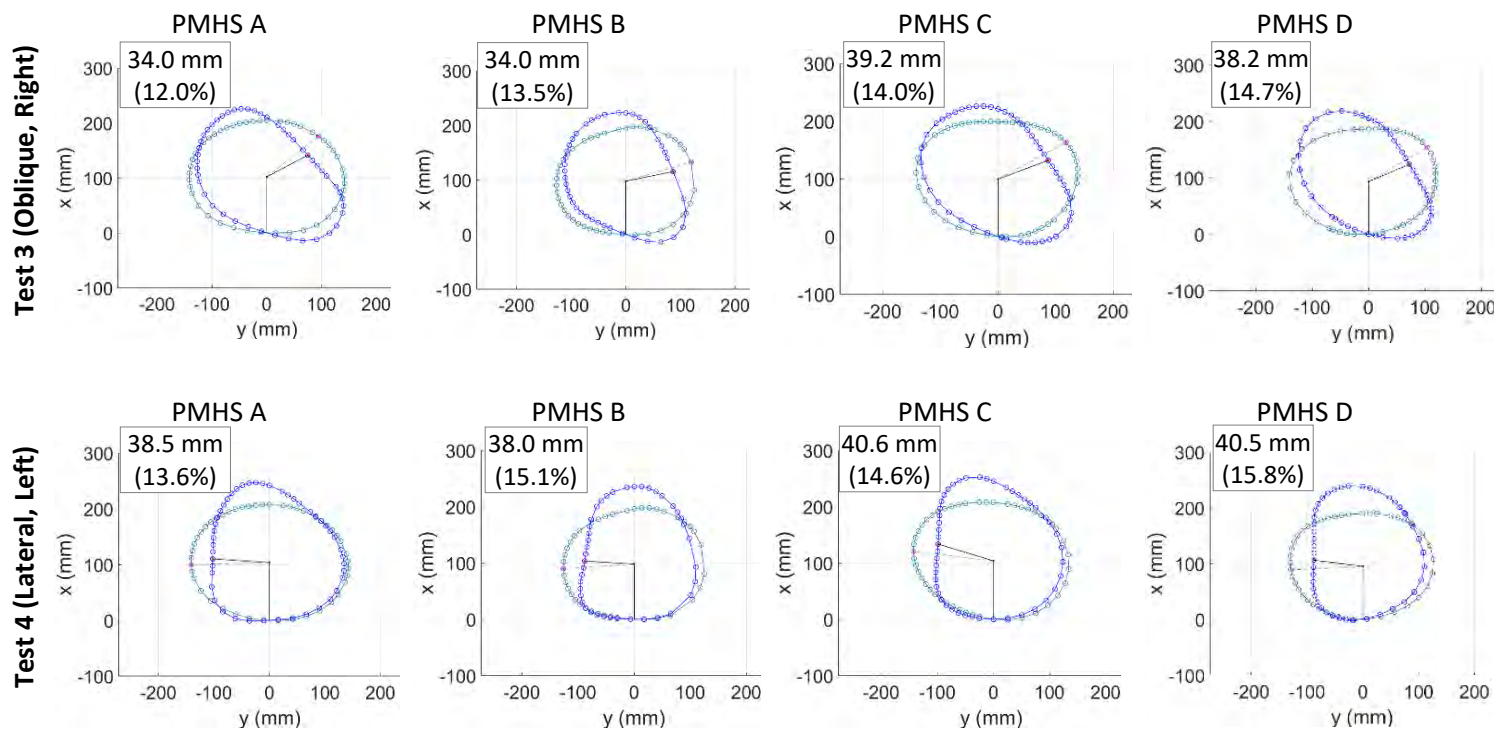 Test 3 (Oblique, Right)
PMHS A
34.0 mm
(12.0%)
300
200
100
0
-100
x (mm)
-200
-100
0
100
200
y (mm)
PMHS B
34.0 mm
(13.5%)
300
200
100
0
-100
x (mm)
-200
-100
0
100
200
y (mm)
PMHS C
39.2 mm
(14.0%)
300
200
100
0
-100
x (mm)
-200
-100
0
100
200
y (mm)
PMHS D
38.2 mm
(14.7%)
300
200
100
0
-100
x (mm)
-200
-100
0
100
200
y (mm)
Test 4 (Lateral, Left)
PMHS A
38.5 mm
(13.6%)
300
200
100
0
-100
x (mm)
-200
-100
0
100
200
y (mm)
PMHS B
38.0 mm
(15.1%)
300
200
100
0
-100
x (mm)
-200
-100
0
100
200
y (mm)
PMHS C
40.6 mm
(14.6%)
300
200
100
0
-100
x (mm)
-200
-100
0
100
200
y (mm)
PMHS D
40.5 mm
(15.8%)
300
200
100
0
-100
x (mm)
-200
-100
0
100
200
y (mm)